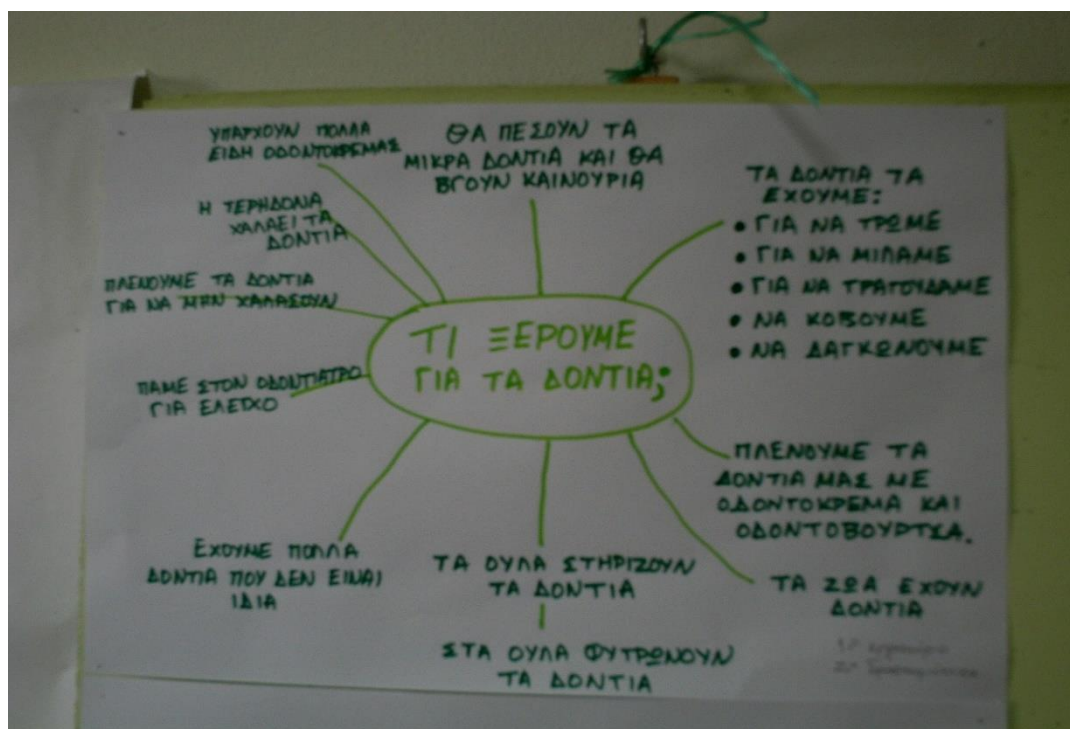 ΤΙ ΞΕΡΟΥΜΕ
ΓΙΑ ΤΑ ΔΟΝΤΙΑ;
ΥΠΑΡΧΟΥΝ ΠΟΛΛΑ
ΕΙΔΗ ΟΔΟΝΤΟΚΡΕΜΑΣ
ΘΑ ΠΕΣΟΥΝ ΤΑ
ΜΙΚΡΑ ΔΟΝΤΙΑ ΚΑΙ ΘΑ
ΒΓΟΥΝ ΚΑΙΝΟΥΡΙΑ
ΤΑ ΔΟΝΤΙΑ ΤΑ
ΕΧΟΥΜΕ:
• ΓΙΑ ΝΑ ΤΡΩΜΕ
• ΓΙΑ ΝΑ ΜΙΛΑΜΕ
• ΓΙΑ ΝΑ ΤΡΑΓΟΥΔΑΜΕ
• ΝΑ ΚΟΒΟΥΜΕ
• ΝΑ ΔΑΓΚΩΝΟΥΜΕ
Η ΤΕΡΗΔΟΝΑ
ΧΑΛΑΕΙ ΤΑ
ΔΟΝΤΙΑ
ΠΛΕΝΟΥΜΕ ΤΑ ΔΟΝΤΙΑ
ΓΙΑ ΝΑ ΜΗΝ ΧΑΛΑΣΟΥΝ
ΠΑΜΕ ΣΤΟΝ ΟΔΟΝΤΙΑΤΡΟ
ΓΙΑ ΕΛΕΓΧΟ
ΠΛΕΝΟΥΜΕ ΤΑ
ΔΟΝΤΙΑ ΜΑΣ ΜΕ
ΟΔΟΝΤΟΚΡΕΜΑ ΚΑΙ
ΟΔΟΝΤΟΒΟΥΡΤΣΑ.
ΕΧΟΥΜΕ ΠΟΛΛΑ
ΔΟΝΤΙΑ ΠΟΥ ΔΕΝ ΕΙΝΑΙ
ΙΔΙΑ
ΤΑ ΟΥΛΑ ΣΤΗΡΙΖΟΥΝ
ΤΑ ΔΟΝΤΙΑ
ΣΤΑ ΟΥΛΑ ΦΥΤΡΩΝΟΥΝ
ΤΑ ΔΟΝΤΙΑ
ΤΑ ΖΩΑ ΕΧΟΥΝ
ΔΟΝΤΙΑ